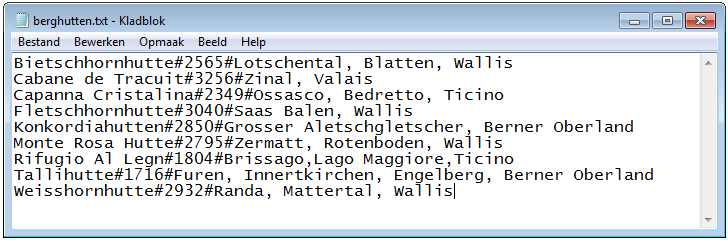 berghutten.txt - Kladblok
Bestand Bewerken Opmaak Beeld Help
Bietschhornhutte#2565#Lotschental, Blatten, Wallis
Cabane de Tracuit#3256#Zinal, Valais
Capanna Cristalina#2349#Ossasco, Bedretto, Ticino
Fletschhornhutte#3040#Saas Balen, Wallis
Konkordiahutten#2850#Grosser Aletschgletscher, Berner Oberland
Monte Rosa Hutte#2795#Zermatt, Rotenboden, Wallis
Rifugio Al Legn#1804#Brissago,Lago Maggiore,Ticino
Tallihutte#1716#Furen, Innertkirchen, Engelberg, Berner Oberland
Weisshornhutte#2932#Randa, Mattertal, Wallis